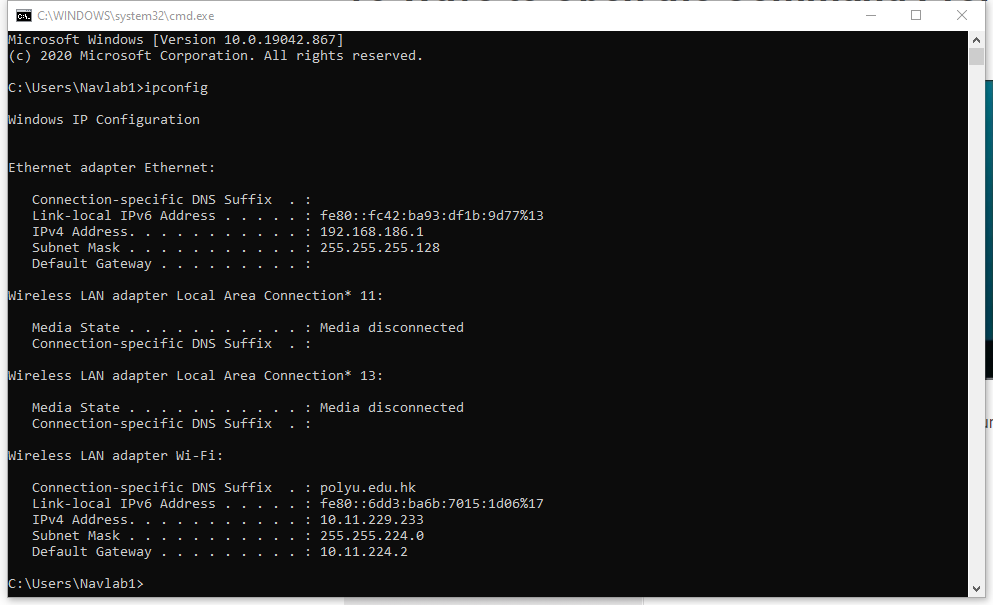 C:\WINDOWS\system32\cmd.exe
Microsoft Windows [Version 10.0.19042.867]
(c) 2020 Microsoft Corporation. All rights reserved.
C:\Users\Navlab1>ipconfig
Windows IP Configuration
Ethernet adapter Ethernet:
Connection-specific DNS Suffix  . :
Link-local IPv6 Address . . . . . : fe80::fc42:ba93:df1b:9d77%13
IPv4 Address. . . . . . . . . . . : 192.168.186.1
Subnet Mask . . . . . . . . . . . : 255.255.255.128
Default Gateway . . . . . . . . . :
Wireless LAN adapter Local Area Connection* 11:
Media State . . . . . . . . . . . : Media disconnected
Connection-specific DNS Suffix  . :
Wireless LAN adapter Local Area Connection* 13:
Media State . . . . . . . . . . . : Media disconnected
Connection-specific DNS Suffix  . :
Wireless LAN adapter Wi-Fi:
Connection-specific DNS Suffix  . : polyu.edu.hk
Link-local IPv6 Address . . . . . : fe80::6dd3:ba6b:7015:1d06%17
IPv4 Address. . . . . . . . . . . : 10.11.229.233
Subnet Mask . . . . . . . . . . . : 255.255.224.0
Default Gateway . . . . . . . . . : 10.11.224.2
C:\Users\Navlab1>